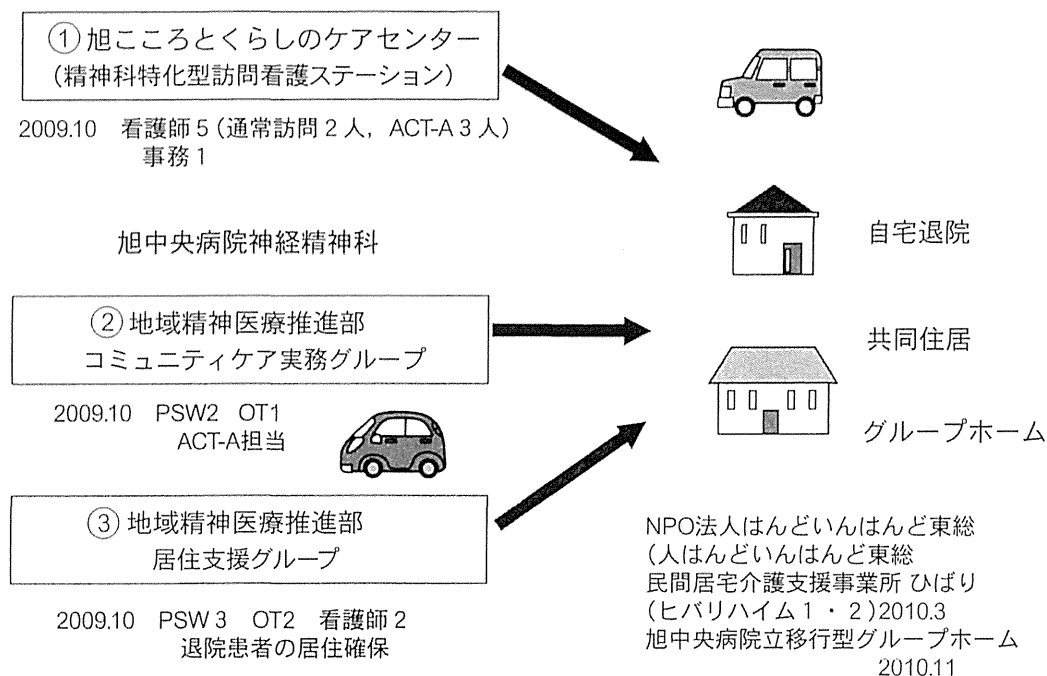 ①旭こころとくらしのケアセンター
（精神科特化型訪問看護ステーション）
2009.10　看護師5（通常訪問2人，ACT-A 3人）
事務1
旭中央病院神経精神科
②地域精神医療推進部
コミュニティケア実務グループ
2009.10　PSW2　OT1
ACT-A担当
③地域精神医療推進部
居住支援グループ
2009.10　PSW 3　OT2　看護師2
退院患者の居住確保
自宅退院
共同住居
グループホーム
NPO法人はんどいんはんど東総
（人はんどいんはんど東総
民間居宅介護支援事業所 ひばり
（ヒバリハイム1・2）2010.3
旭中央病院立移行型グループホーム
2010.11